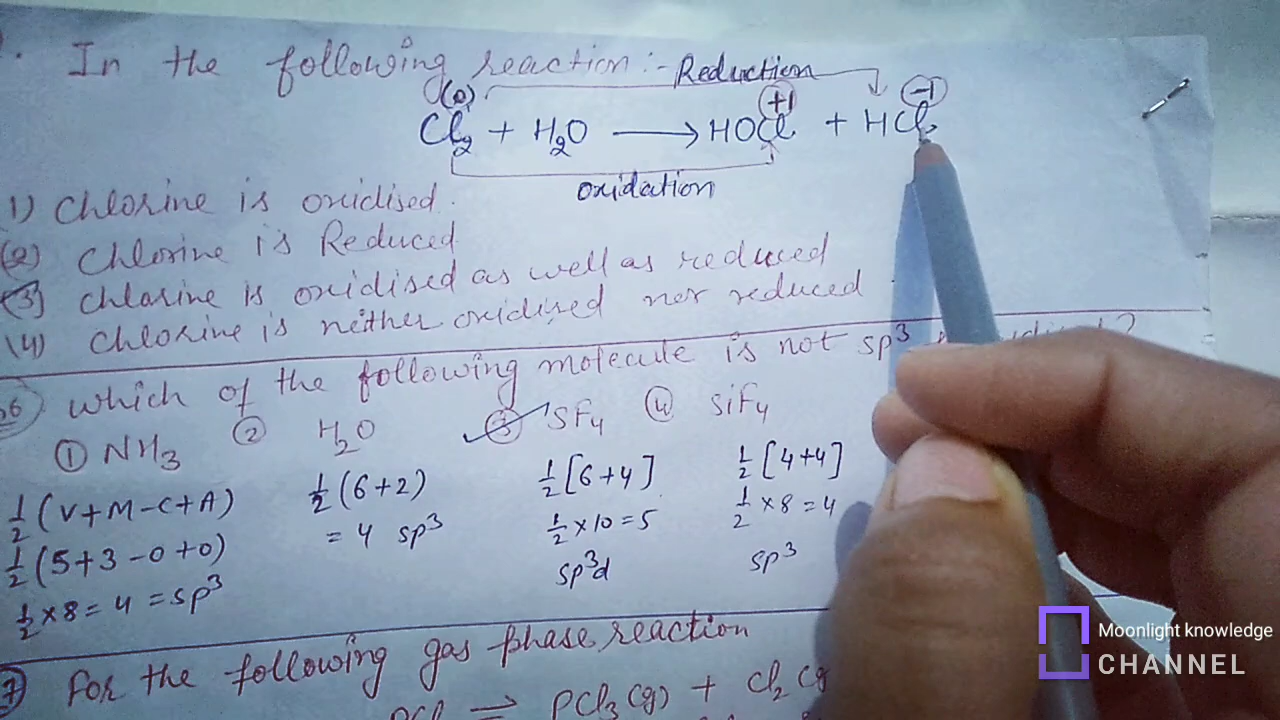 In the following reaction :- Reduction
(0) +1 -1
Cl2 + H2O ⟶ HOCl + HCl
oxidation
1) Chlorine is oxidised.
(2) Chlorine is Reduced
(3) Chlorine is oxidised as well as reduced
(4) Chlorine is neither oxidised nor reduced
which of the following molecule is not sp³
① NH3 ② H2O ③ SF4 ④ SiF4
½ (V+M-C+A) ½ (6+2) ½ [6+4] ½ [4+4]
½ (5+3-0+0) = 4 sp³ ½ × 10 = 5 ½ × 8 = 4
½ × 8 = 4 = sp³ sp³d sp³
7 For the following gas phase reaction
⇌ PCl3(g) + Cl2(g
Moonlight knowledge
CHANNEL